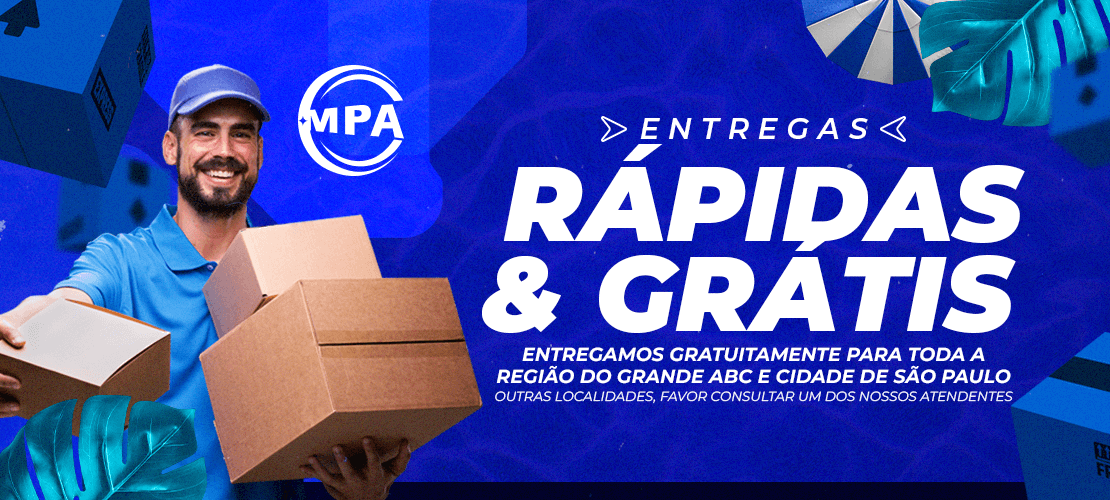 MPA
ENTREGAS
RÁPIDAS
& GRÁTIS
ENTREGAMOS GRATUITAMENTE PARA TODA A
REGIÃO DO GRANDE ABC E CIDADE DE SÃO PAULO
OUTRAS LOCALIDADES, FAVOR CONSULTAR UM DOS NOSSOS ATENDENTES